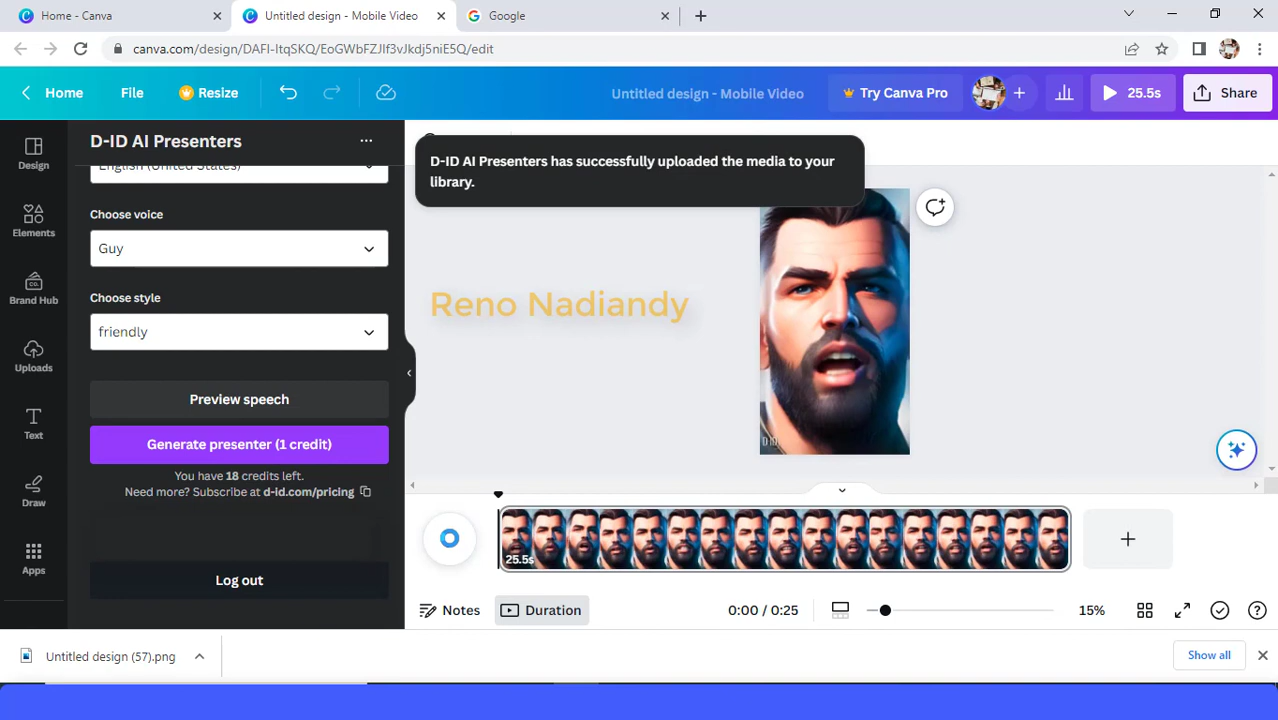 Home - Canva
Untitled design - Mobile Video
Google
canva.com/design/DAFI-ItqSKQ/EoGWbFZJIf3vJkdj5niE5Q/edit
Home
File
Resize
Untitled design - Mobile Video
Try Canva Pro
25.5s
Share
Design
Elements
Brand Hub
Uploads
Text
Draw
Apps
D-ID AI Presenters
English (United States)
Choose voice
Guy
Choose style
friendly
Preview speech
Generate presenter (1 credit)
You have 18 credits left.
Need more? Subscribe at d-id.com/pricing
Log out
D-ID AI Presenters has successfully uploaded the media to your
library.
Reno Nadiandy
25.5s
Notes
Duration
0:00 / 0:25
15%
Untitled design (57).png
Show all